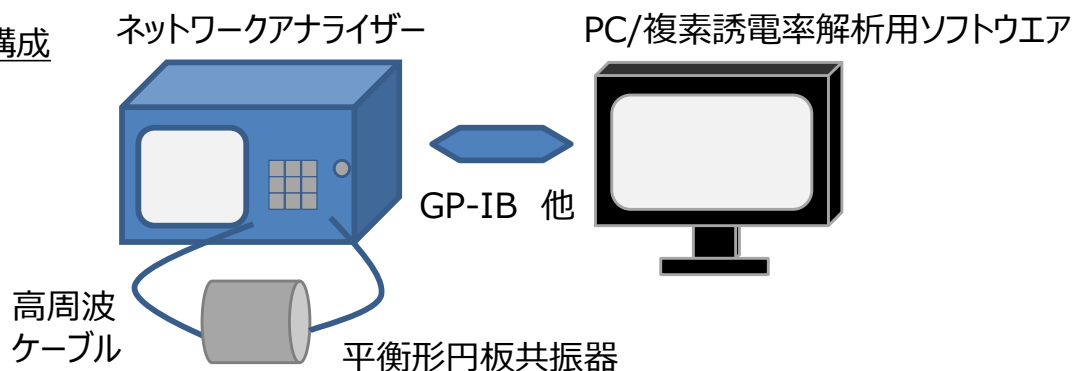 構成
ネットワークアナライザー
PC/複素誘電率解析用ソフトウエア
GP-IB 他
高周波
ケーブル
平衡形円板共振器